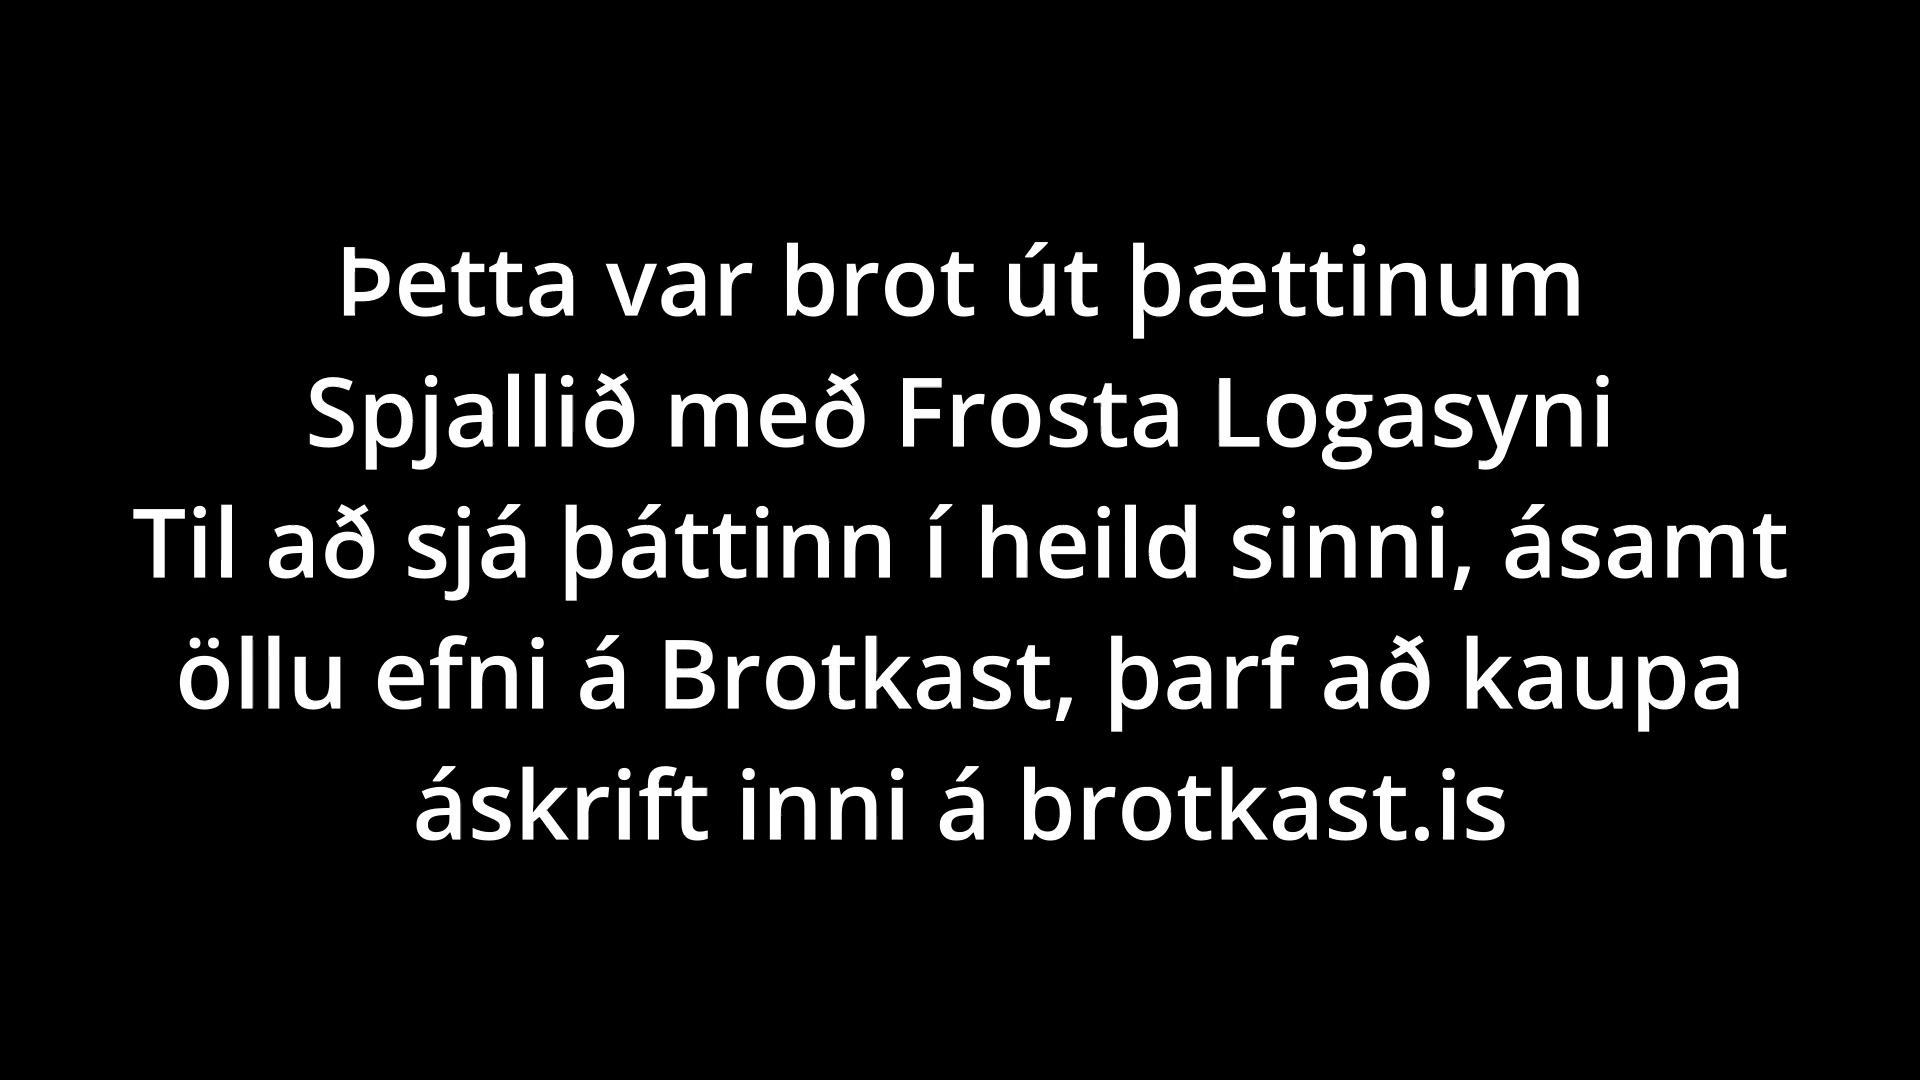 Þetta var brot út þættinum
Spjallið með Frosta Logasyni
Til að sjá þáttinn í heild sinni, ásamt
öllu efni á Brotkast, þarf að kaupa
áskrift inni á brotkast.is